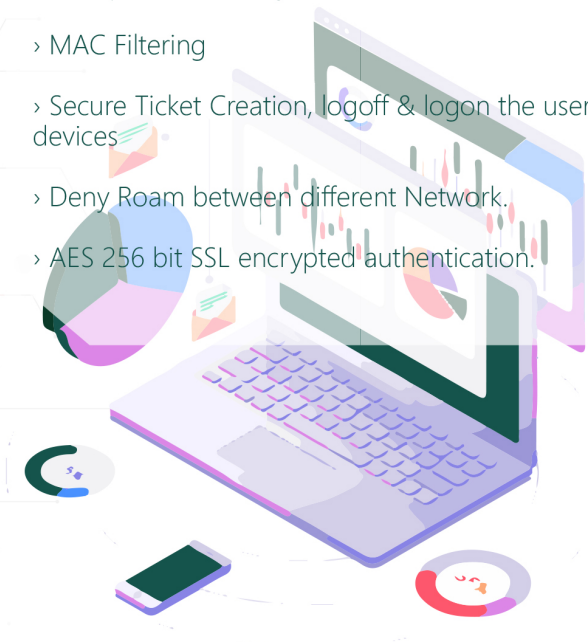 › MAC Filtering
› Secure Ticket Creation, logoff & logon the user
devices
› Deny Roam between different Network.
› AES 256 bit SSL encrypted authentication.